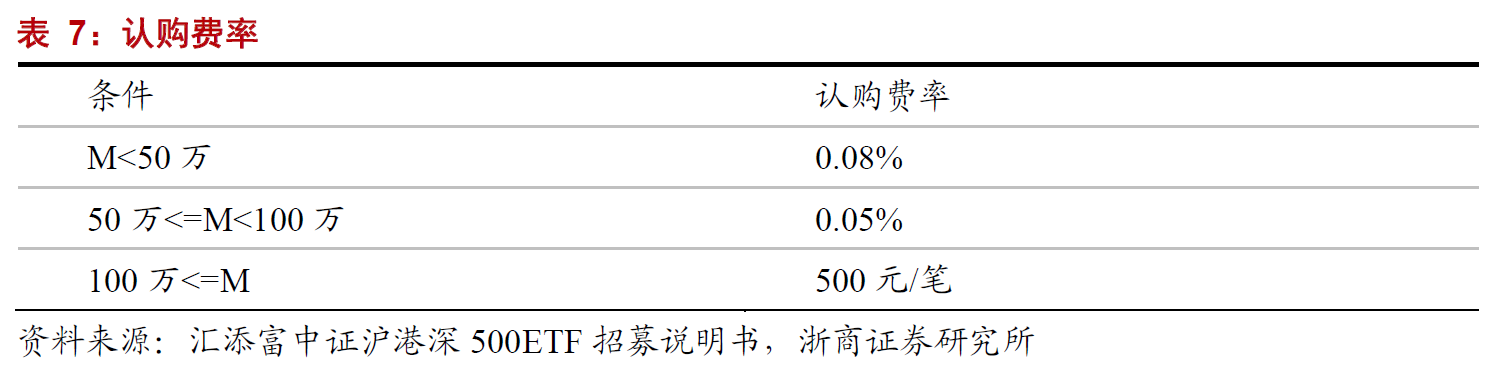 表 7：认购费率
条件 认购费率
M<50 万 0.08%
50 万<=M<100 万 0.05%
100 万<=M 500 元/笔
资料来源：汇添富中证沪港深 500ETF 招募说明书，浙商证券研究所